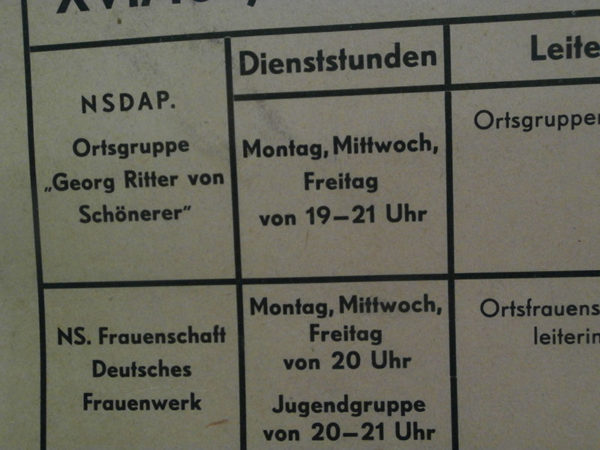 Dienststunden
Leite
NSDAP.
Ortsgruppe
„Georg Ritter von
Schönerer"
Montag, Mittwoch,
Freitag
von 19–21 Uhr
Ortsgruppen
NS. Frauenschaft
Deutsches
Frauenwerk
Montag, Mittwoch,
Freitag
von 20 Uhr
Jugendgruppe
von 20–21 Uhr
Ortsfrauens
leiterin